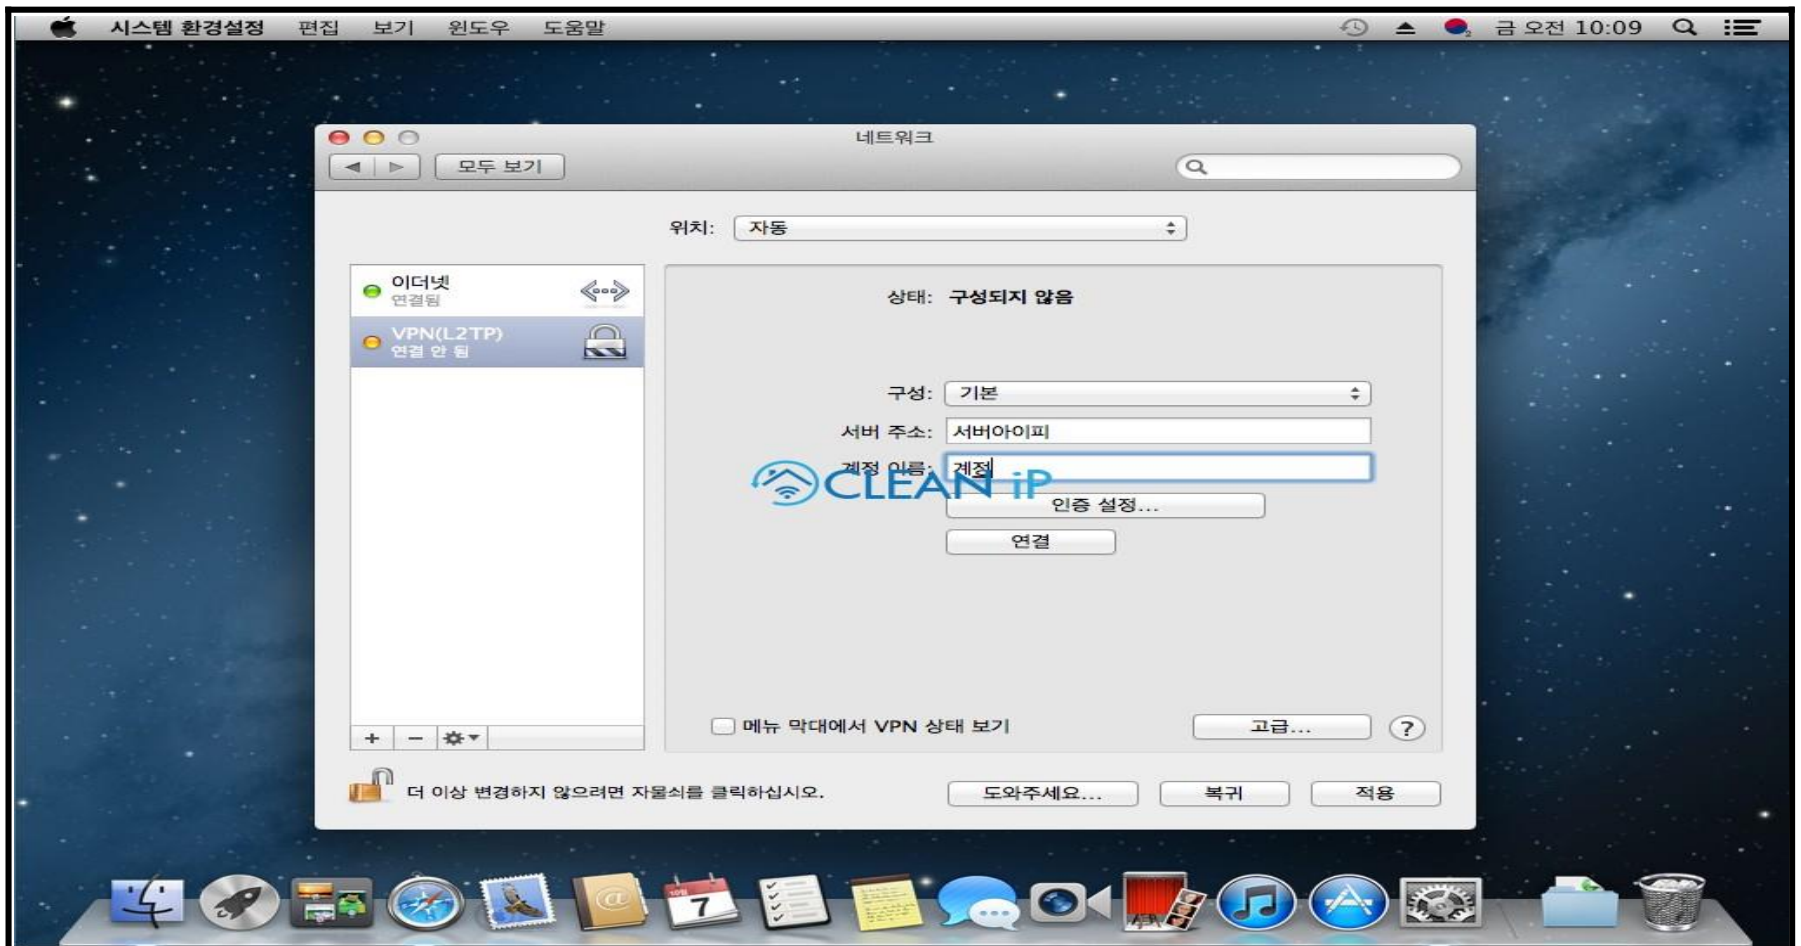 시스템 환경설정 편집 보기 윈도우 도움말 금 오전 10:09
네트워크
모두 보기
위치: 자동
이더넷
연결됨
VPN(L2TP)
연결 안 됨
상태: 구성되지 않음
구성: 기본
서버 주소: 서버아이피
계정 이름: 계정
CLEAN iP
인증 설정...
연결
메뉴 막대에서 VPN 상태 보기
고급...
?
더 이상 변경하지 않으려면 자물쇠를 클릭하십시오.
도와주세요...
복귀
적용
10월
7